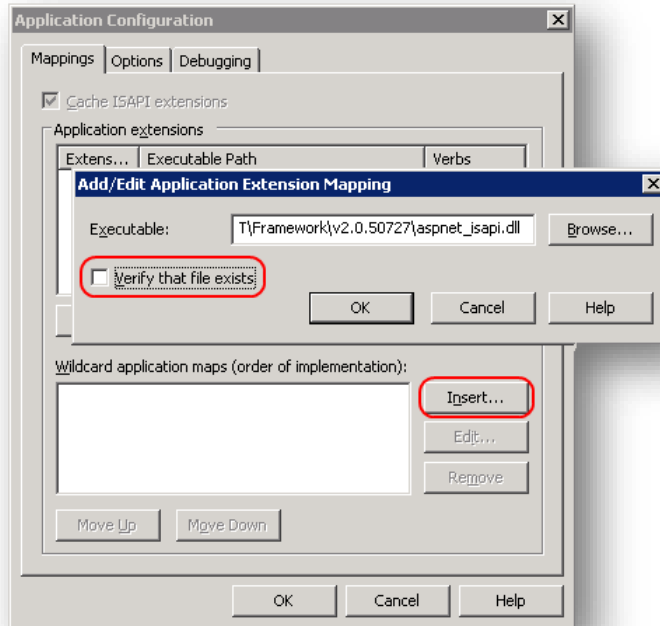 Application Configuration
Mappings
Options
Debugging
Cache ISAPI extensions
Application extensions
Extens...
Executable Path
Verbs
Add/Edit Application Extension Mapping
Executable:
T\Framework\v2.0.50727\aspnet_isapi.dll
Browse...
Verify that file exists
OK
Cancel
Help
Wildcard application maps (order of implementation):
Insert...
Edit...
Remove
Move Up
Move Down
OK
Cancel
Help